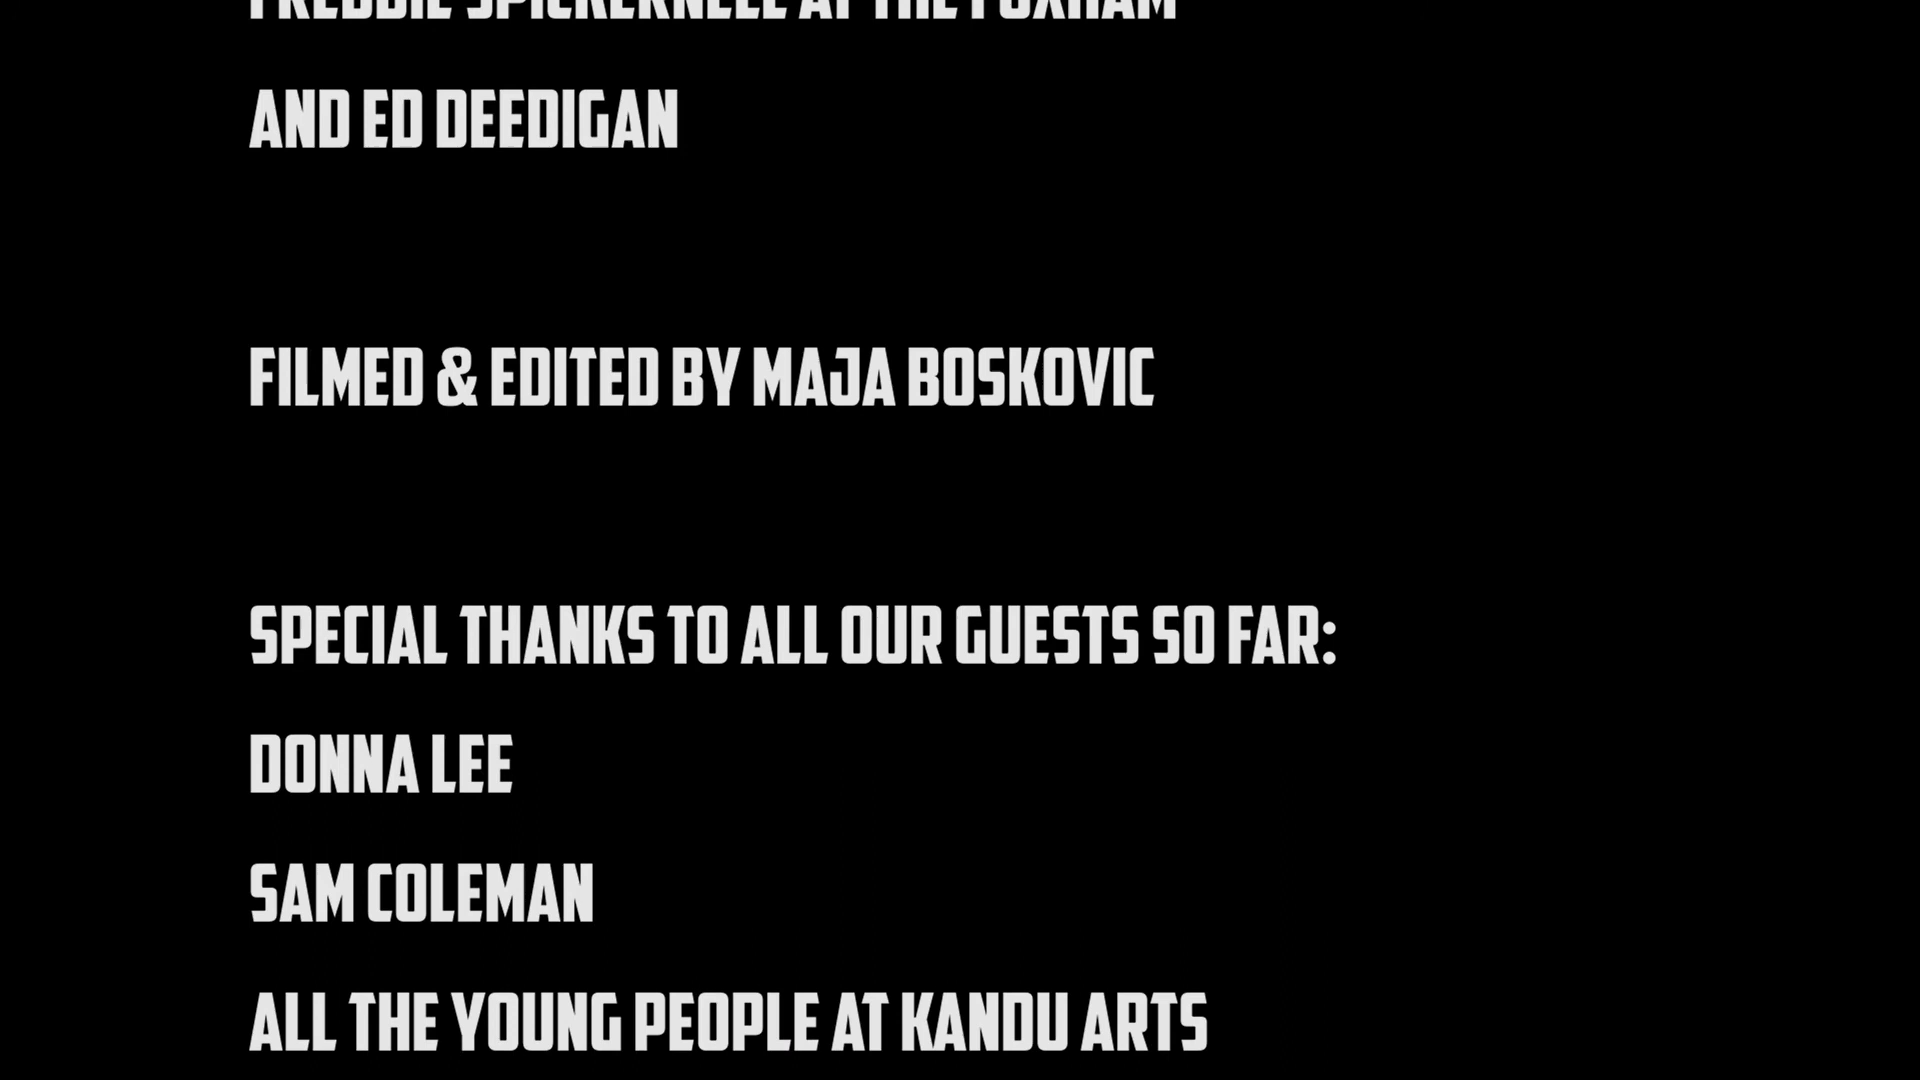 FREDDIE SPICKERNELL AT THE FOXHAM
AND ED DEEDIGAN
FILMED & EDITED BY MAJA BOSKOVIC
SPECIAL THANKS TO ALL OUR GUESTS SO FAR:
DONNA LEE
SAM COLEMAN
ALL THE YOUNG PEOPLE AT KANDU ARTS